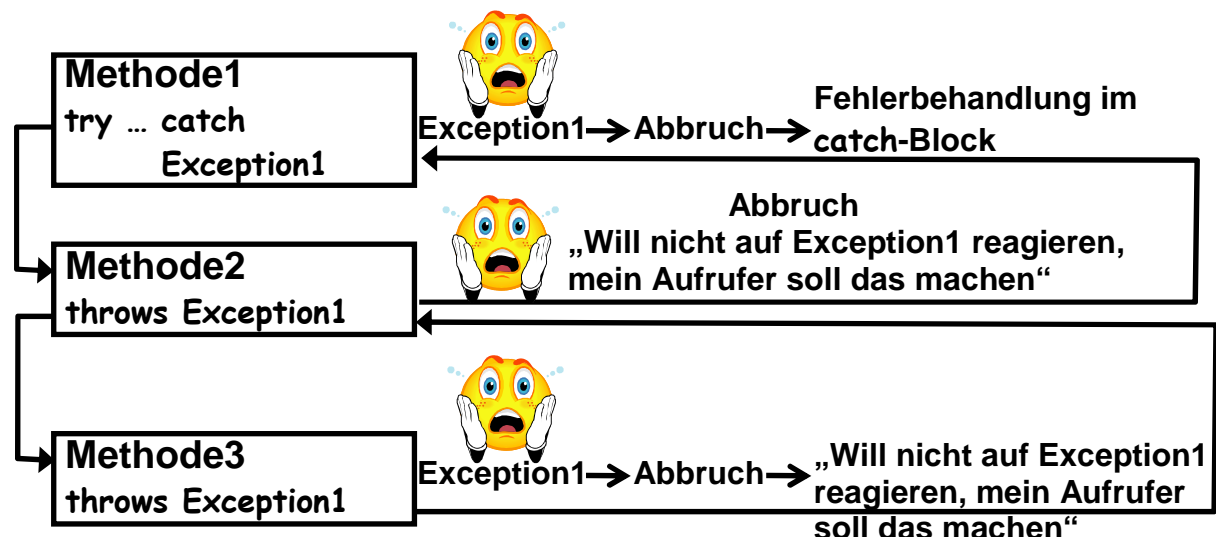 Methode1
try … catch
Exception1
Exception1
Abbruch
Fehlerbehandlung im
catch-Block
Methode2
throws Exception1
Abbruch
„Will nicht auf Exception1 reagieren,
mein Aufrufer soll das machen“
Methode3
throws Exception1
Exception1
Abbruch
„Will nicht auf Exception1
reagieren, mein Aufrufer
soll das machen“